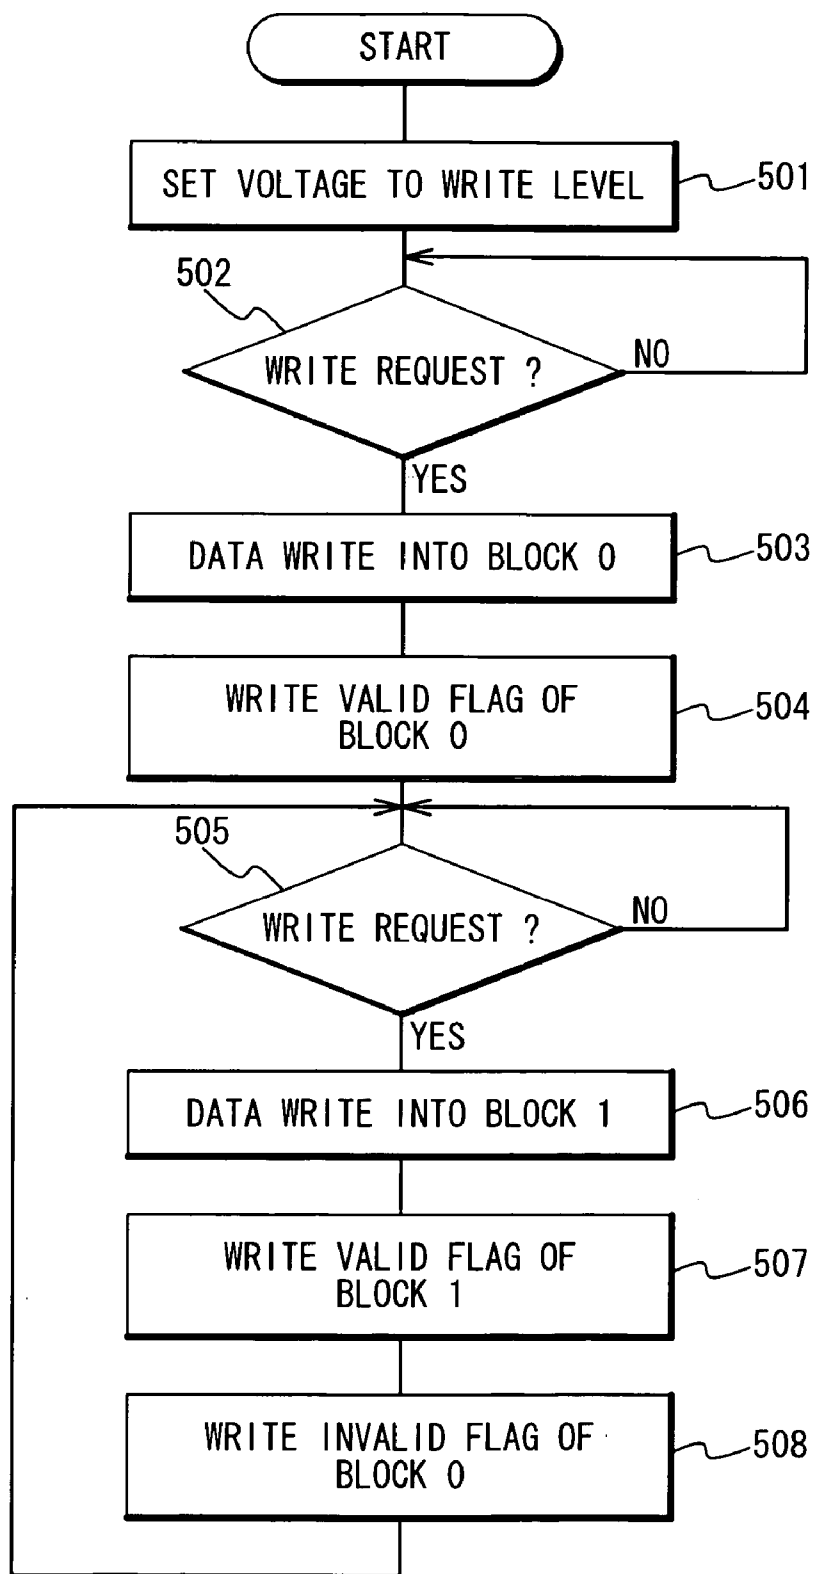 START
SET VOLTAGE TO WRITE LEVEL
501
502
WRITE REQUEST ?
NO
YES
DATA WRITE INTO BLOCK 0
503
WRITE VALID FLAG OF
BLOCK 0
504
505
WRITE REQUEST ?
NO
YES
DATA WRITE INTO BLOCK 1
506
WRITE VALID FLAG OF
BLOCK 1
507
WRITE INVALID FLAG OF
BLOCK 0
508